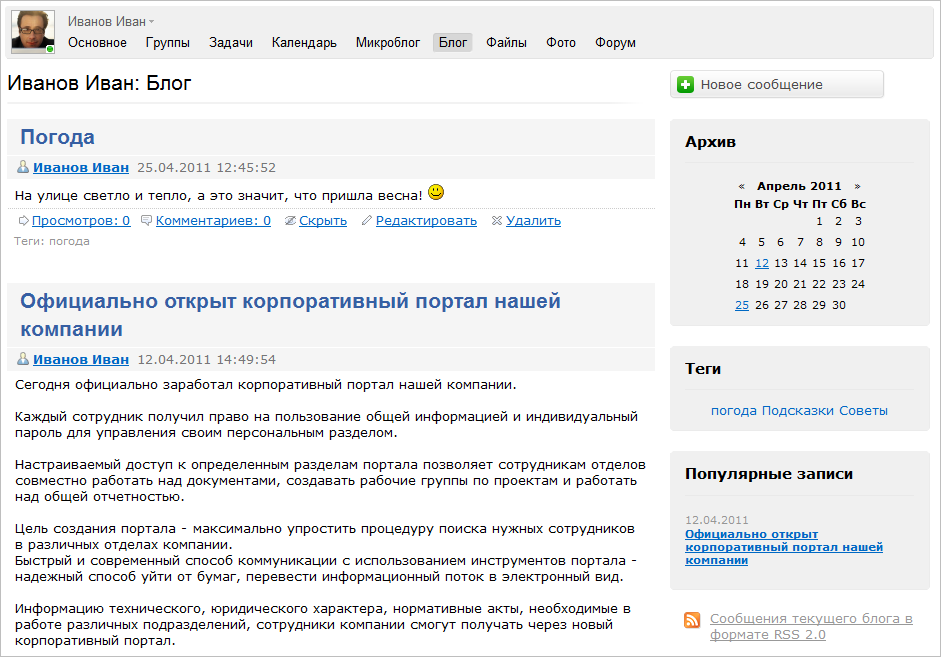 Иванов Иван
Основное Группы Задачи Календарь Микроблог Блог Файлы Фото Форум
Иванов Иван: Блог
Погода
Иванов Иван 25.04.2011 12:45:52
На улице светло и тепло, а это значит, что пришла весна!
Просмотров: 0 Комментариев: 0 Скрыть Редактировать Удалить
Теги: погода
Официально открыт корпоративный портал нашей
компании
Иванов Иван 12.04.2011 14:49:54
Сегодня официально заработал корпоративный портал нашей компании.
Каждый сотрудник получил право на пользование общей информацией и индивидуальный
пароль для управления своим персональным разделом.
Настраиваемый доступ к определенным разделам портала позволяет сотрудникам отделов
совместно работать над документами, создавать рабочие группы по проектам и работать
над общей отчетностью.
Цель создания портала - максимально упростить процедуру поиска нужных сотрудников
в различных отделах компании.
Быстрый и современный способ коммуникации с использованием инструментов портала -
надежный способ уйти от бумаг, перевести информационный поток в электронный вид.
Информацию технического, юридического характера, нормативные акты, необходимые в
работе различных подразделений, сотрудники компании смогут получать через новый
корпоративный портал.
Новое сообщение
Архив
« Апрель 2011 »
Пн Вт Ср Чт Пт Сб Вс
1 2 3
4 5 6 7 8 9 10
11 12 13 14 15 16 17
18 19 20 21 22 23 24
25 26 27 28 29 30
Теги
погода Подсказки Советы
Популярные записи
12.04.2011
Официально открыт
корпоративный портал нашей
компании
Сообщения текущего блога в
формате RSS 2.0